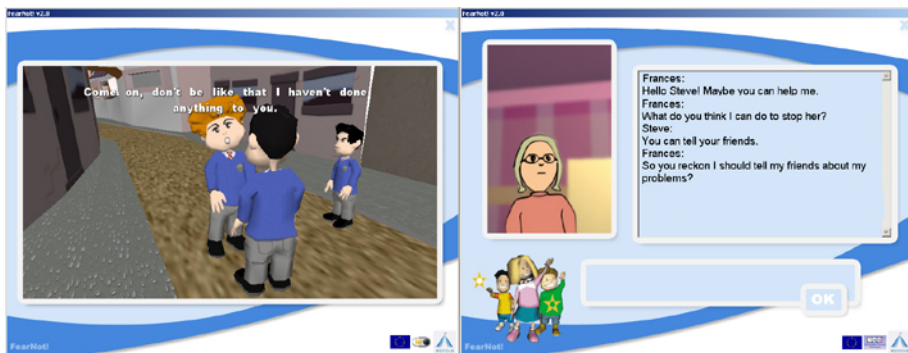 FearNot! v2.0
Come on, don't be like that I haven't done
anything to you.
FearNot!
FearNot! v2.0
Frances:
Hello Steve! Maybe you can help me.
Frances:
What do you think I can do to stop her?
Steve:
You can tell your friends.
Frances:
So you reckon I should tell my friends about my
problems?
OK
FearNot!